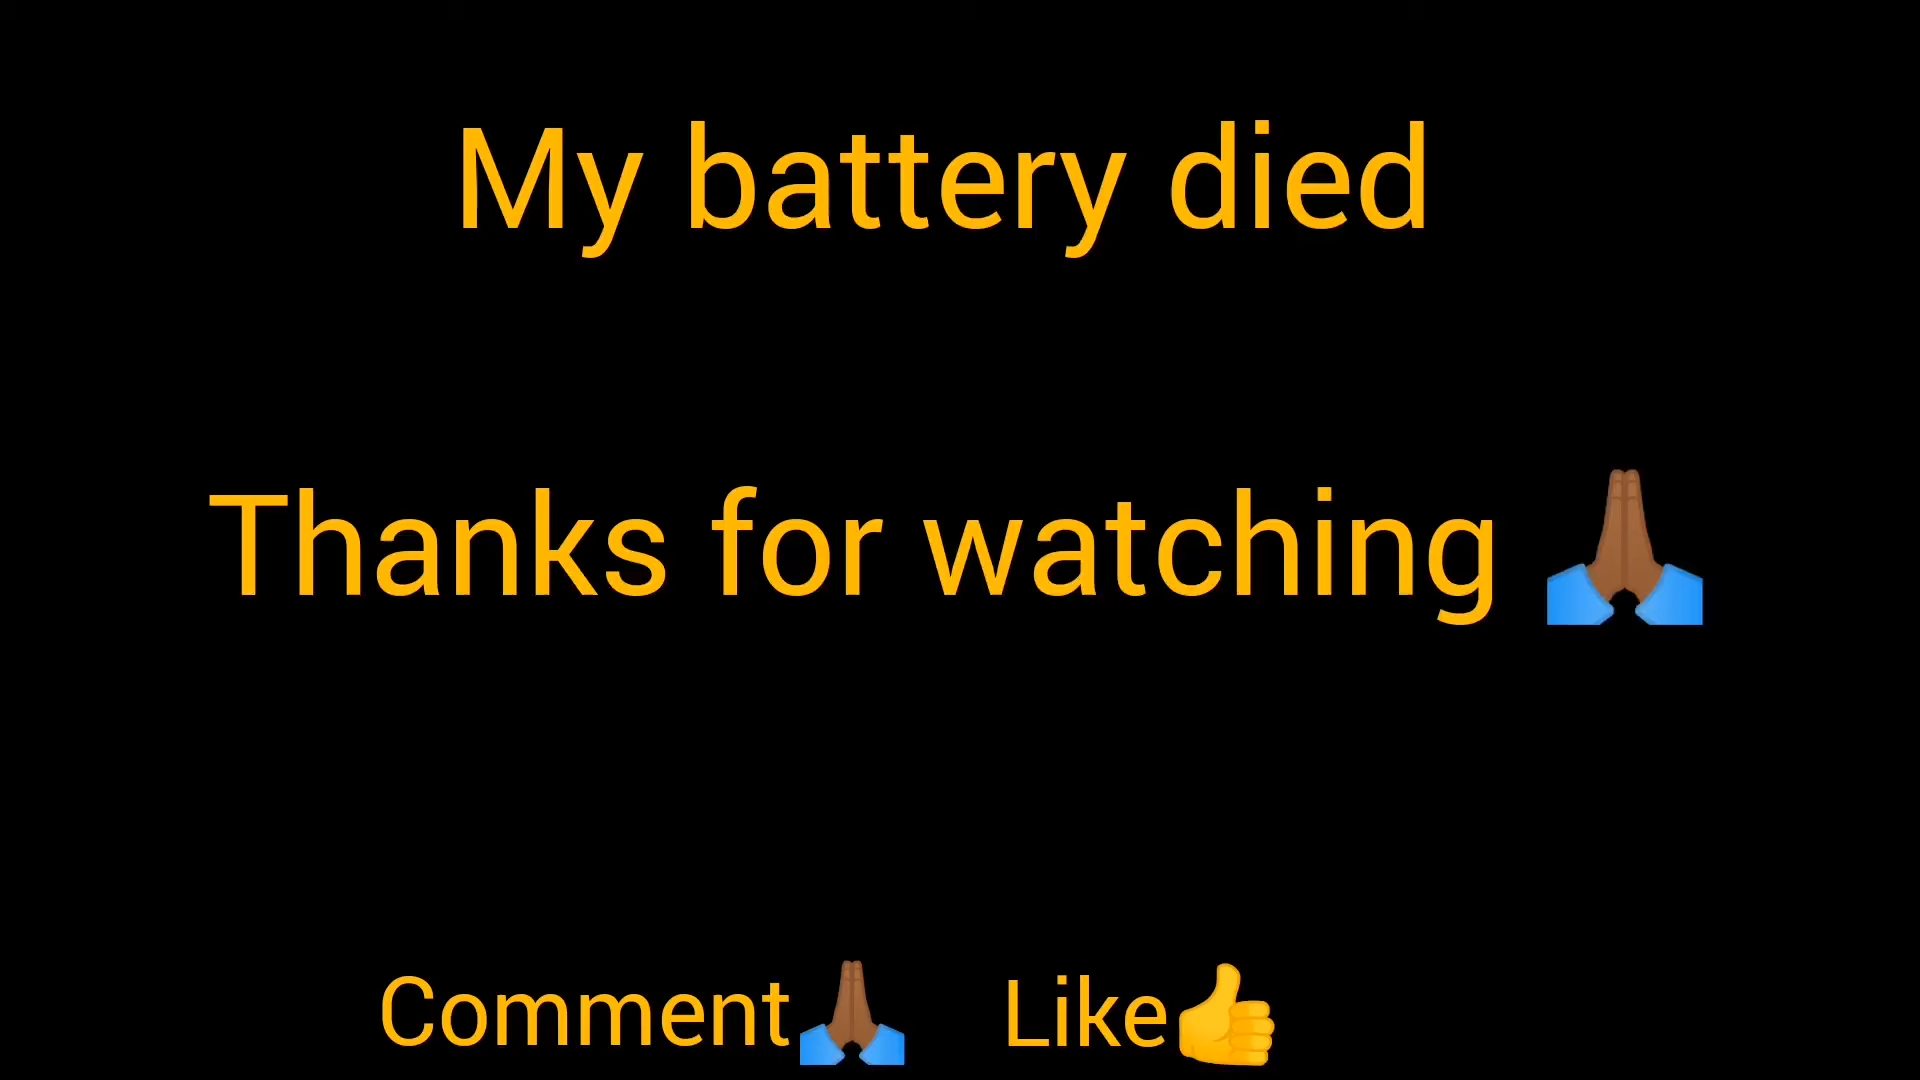 My battery died
Thanks for watching 🙏🏾
Comment🙏🏾 Like👍